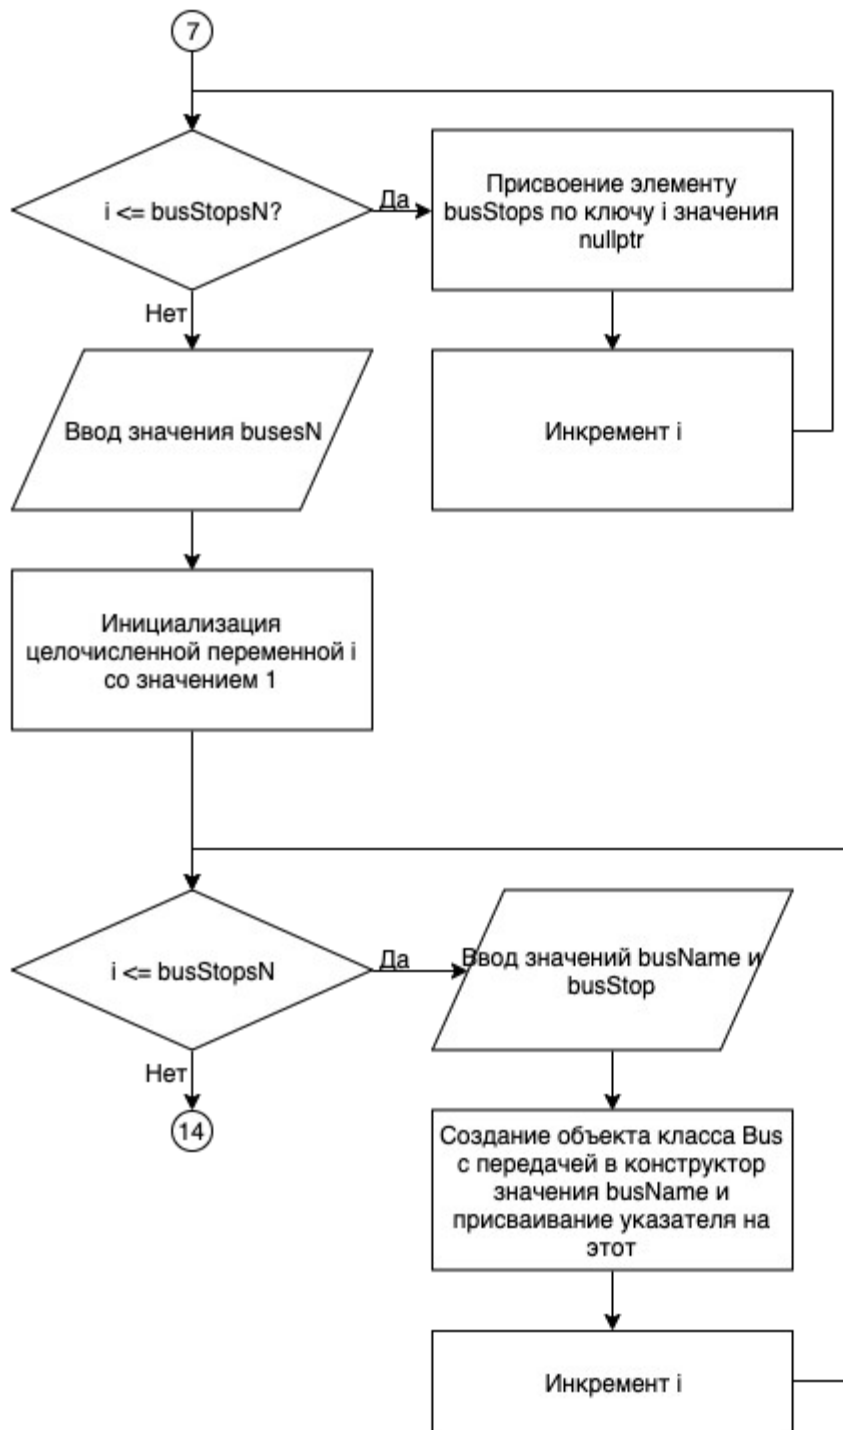 7
i <= busStopsN?
Да
Присвоение элементу
busStops по ключу i значения
nullptr
Нет
Ввод значения busesN
Инкремент i
Инициализация
целочисленной переменной i
со значением 1
i <= busStopsN
Да
Ввод значений busName и
busStop
Нет
14
Создание объекта класса Bus
с передачей в конструктор
значения busName и
присваивание указателя на
этот
Инкремент i